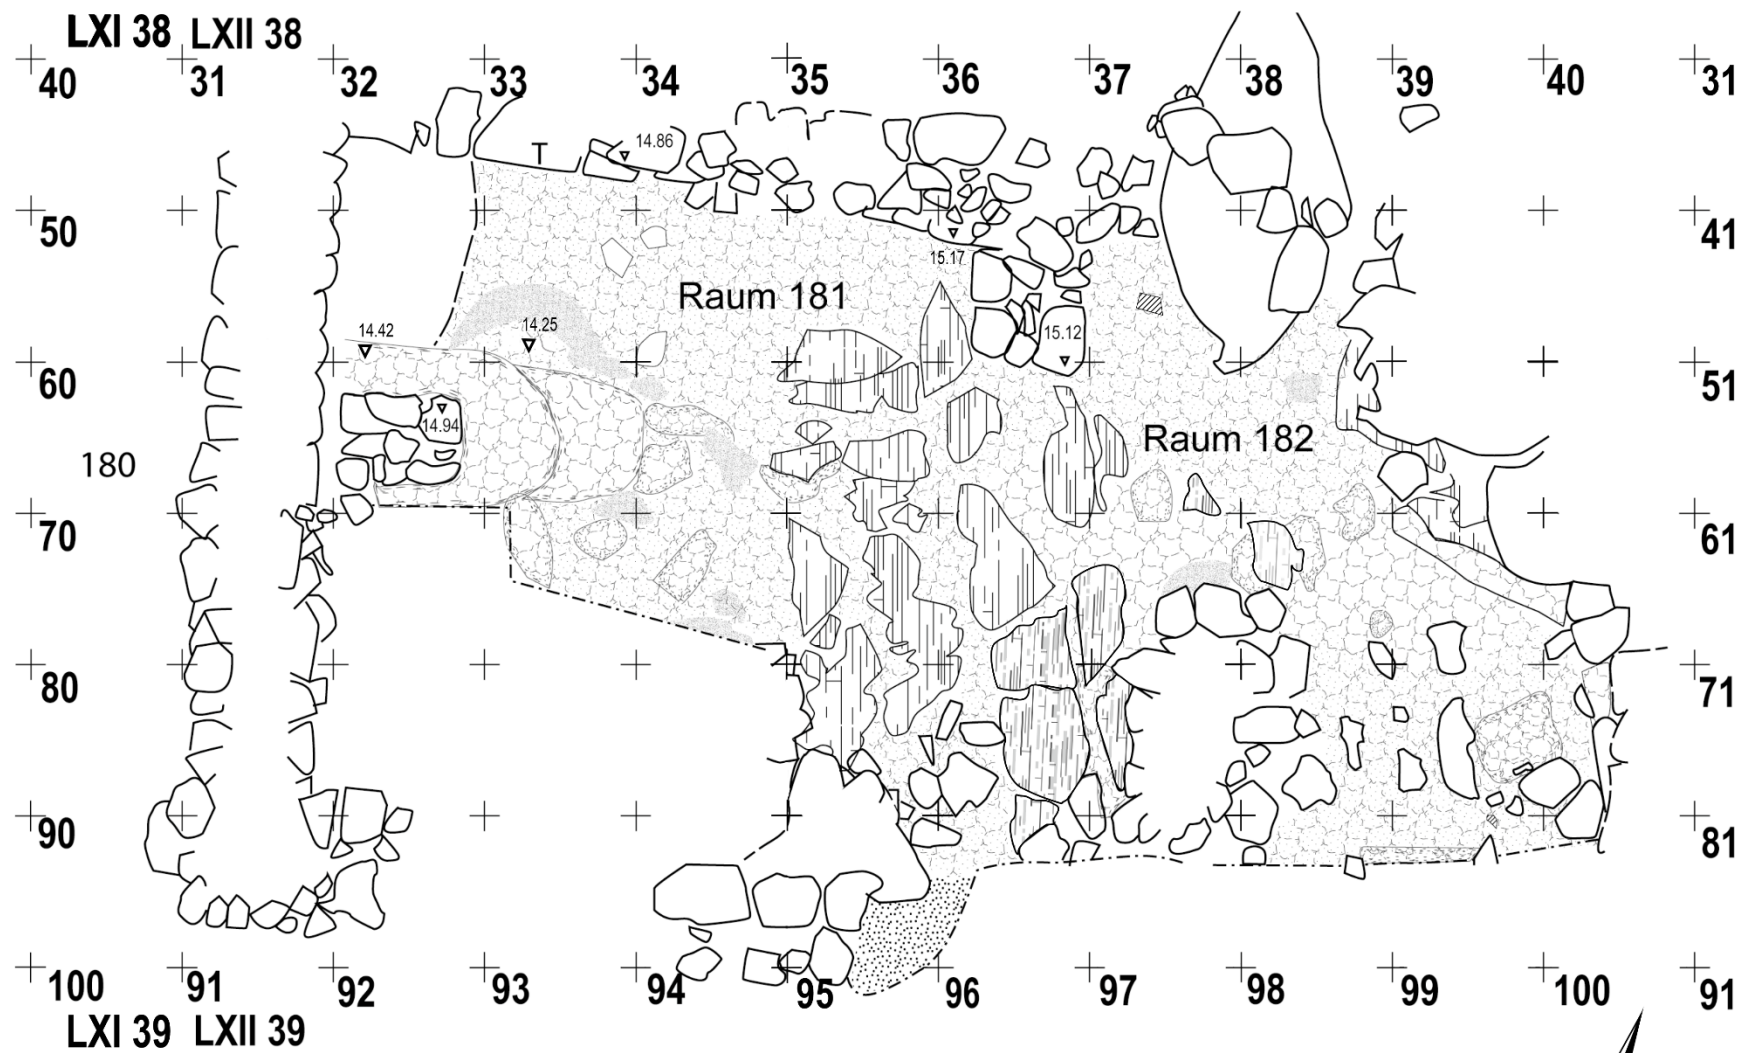 LXI 38 LXII 38
40 31 32 33 34 35 36 37 38 39 40 31
T 14.86
50 41
15.17
Raum 181
14.42 14.25 15.12
60 51
14.94
Raum 182
180
70 61
80 71
90 81
100 91 92 93 94 95 96 97 98 99 100 91
LXI 39 LXII 39